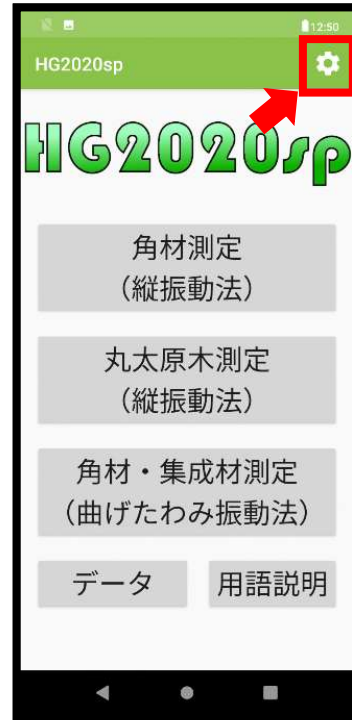 12:50
HG2020sp
HG2020sp
角材測定
（縦振動法）
丸太原木測定
（縦振動法）
角材・集成材測定
（曲げたわみ振動法）
データ
用語説明